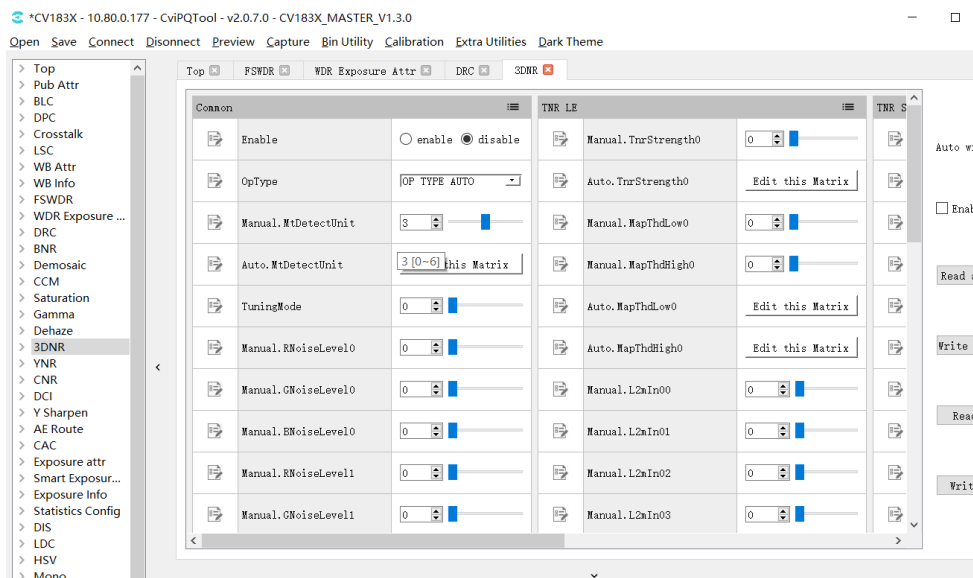 *CV183X - 10.80.0.177 - CviPQTool - v2.0.7.0 - CV183X_MASTER_V1.3.0
Open Save Connect Disonnect Preview Capture Bin Utility Calibration Extra Utilities Dark Theme
Top
Pub Attr
BLC
DPC
Crosstalk
LSC
WB Attr
WB Info
FSWDR
WDR Exposure ...
DRC
BNR
Demosaic
CCM
Saturation
Gamma
Dehaze
3DNR
YNR
CNR
DCI
Y Sharpen
AE Route
CAC
Exposure attr
Smart Exposur...
Exposure Info
Statistics Config
DIS
LDC
HSV
Mono
Top FSWDR WDR Exposure Attr DRC 3DNR
Common
Enable enable disable
OpType OP TYPE AUTO
Manual.MtDetectUnit 3
Auto.MtDetectUnit 3 [0~6] this Matrix
TuningMode 0
Manual.RNoiseLevel0 0
Manual.GNoiseLevel0 0
Manual.BNoiseLevel0 0
Manual.RNoiseLevel1 0
Manual.GNoiseLevel1 0
TNR LE
Manual.TnrStrength0 0
Auto.TnrStrength0 Edit this Matrix
Manual.MapThdLow0 0
Manual.MapThdHigh0 0
Auto.MapThdLow0 Edit this Matrix
Auto.MapThdHigh0 Edit this Matrix
Manual.L2mIn00 0
Manual.L2mIn01 0
Manual.L2mIn02 0
Manual.L2mIn03 0
TNR S
Auto w
Enab
Read a
Write
Read
Writ